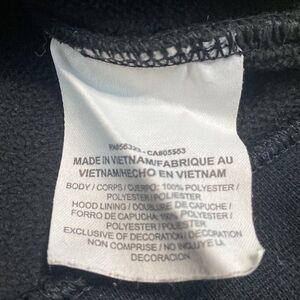 MADE IN VIETNAM/FABRIQUE AU
VIETNAM/HECHO EN VIETNAM
BODY / CORPS / CUERPO: 100% POLYESTER /
POLYESTER / POLIESTER
HOOD LINING / DOUBLURE DE CAPUCHE /
FORRO DE CAPUCHA: 100% POLYESTER /
POLYESTER / POLIESTER
EXCLUSIVE OF DECORATION / DECORATION
NON COMPRISE / NO INCLUYE LA
DECORACION